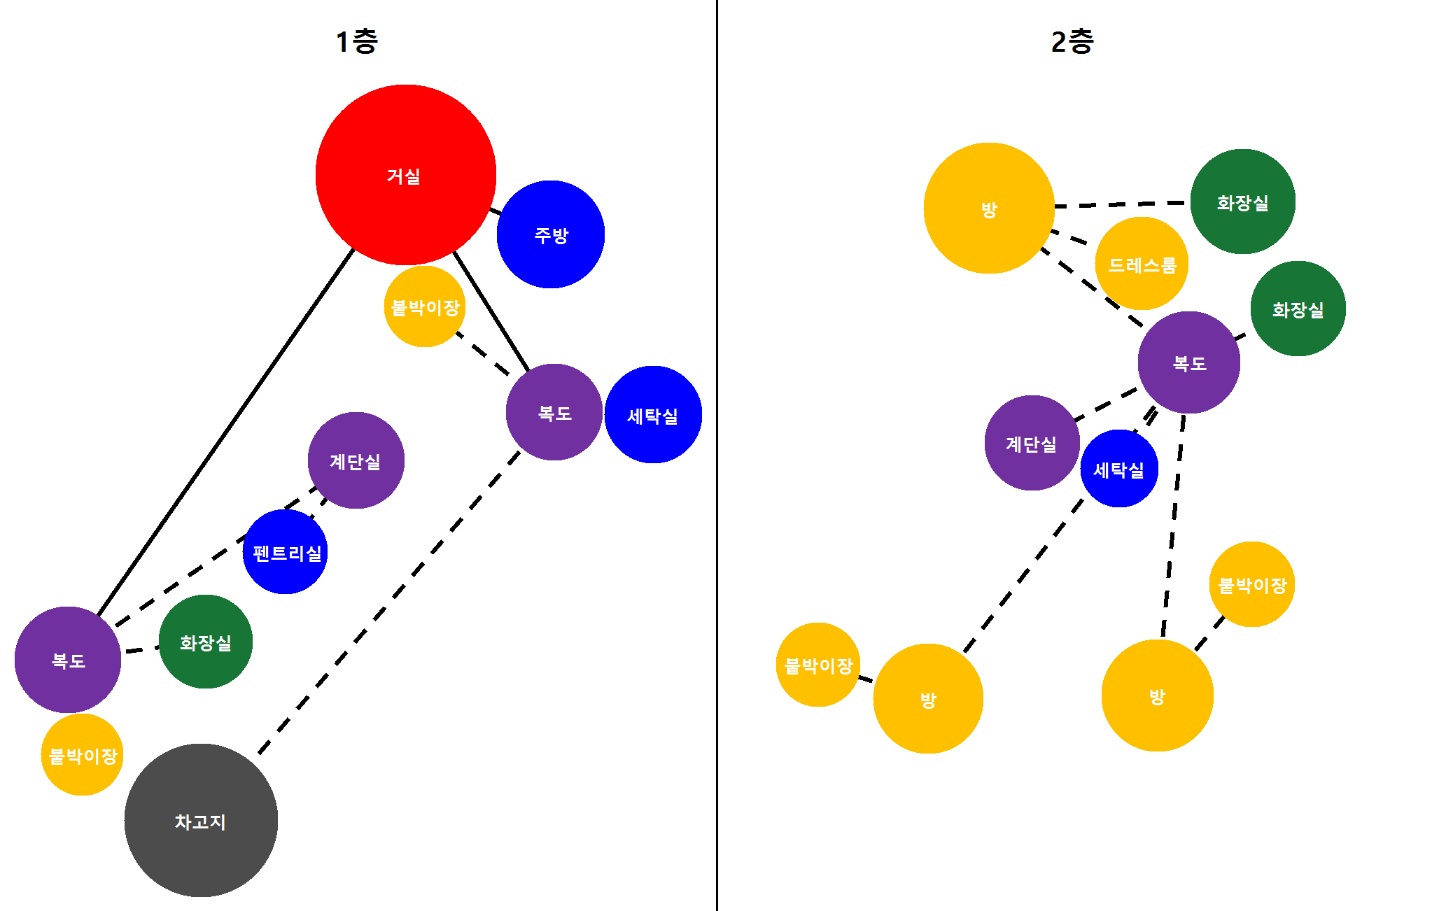 1층
거실
주방
붙박이장
복도
세탁실
계단실
펜트리실
화장실
복도
붙박이장
차고지
2층
방
화장실
드레스룸
화장실
복도
계단실
세탁실
붙박이장
붙박이장
방
방